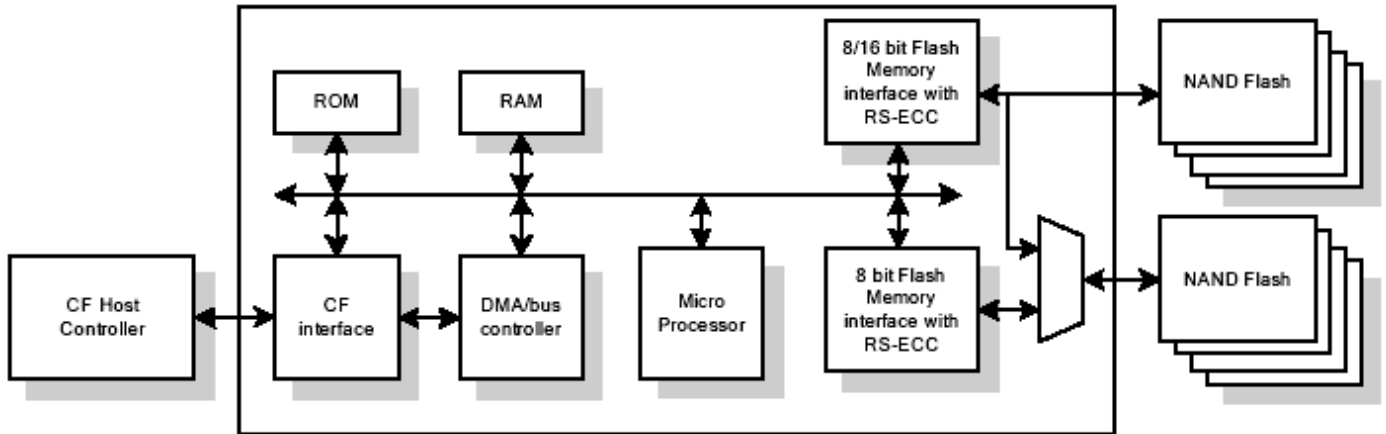 ROM
RAM
8/16 bit Flash
Memory
interface with
RS-ECC
NAND Flash
CF Host
Controller
CF
interface
DMA/bus
controller
Micro
Processor
8 bit Flash
Memory
interface with
RS-ECC
NAND Flash